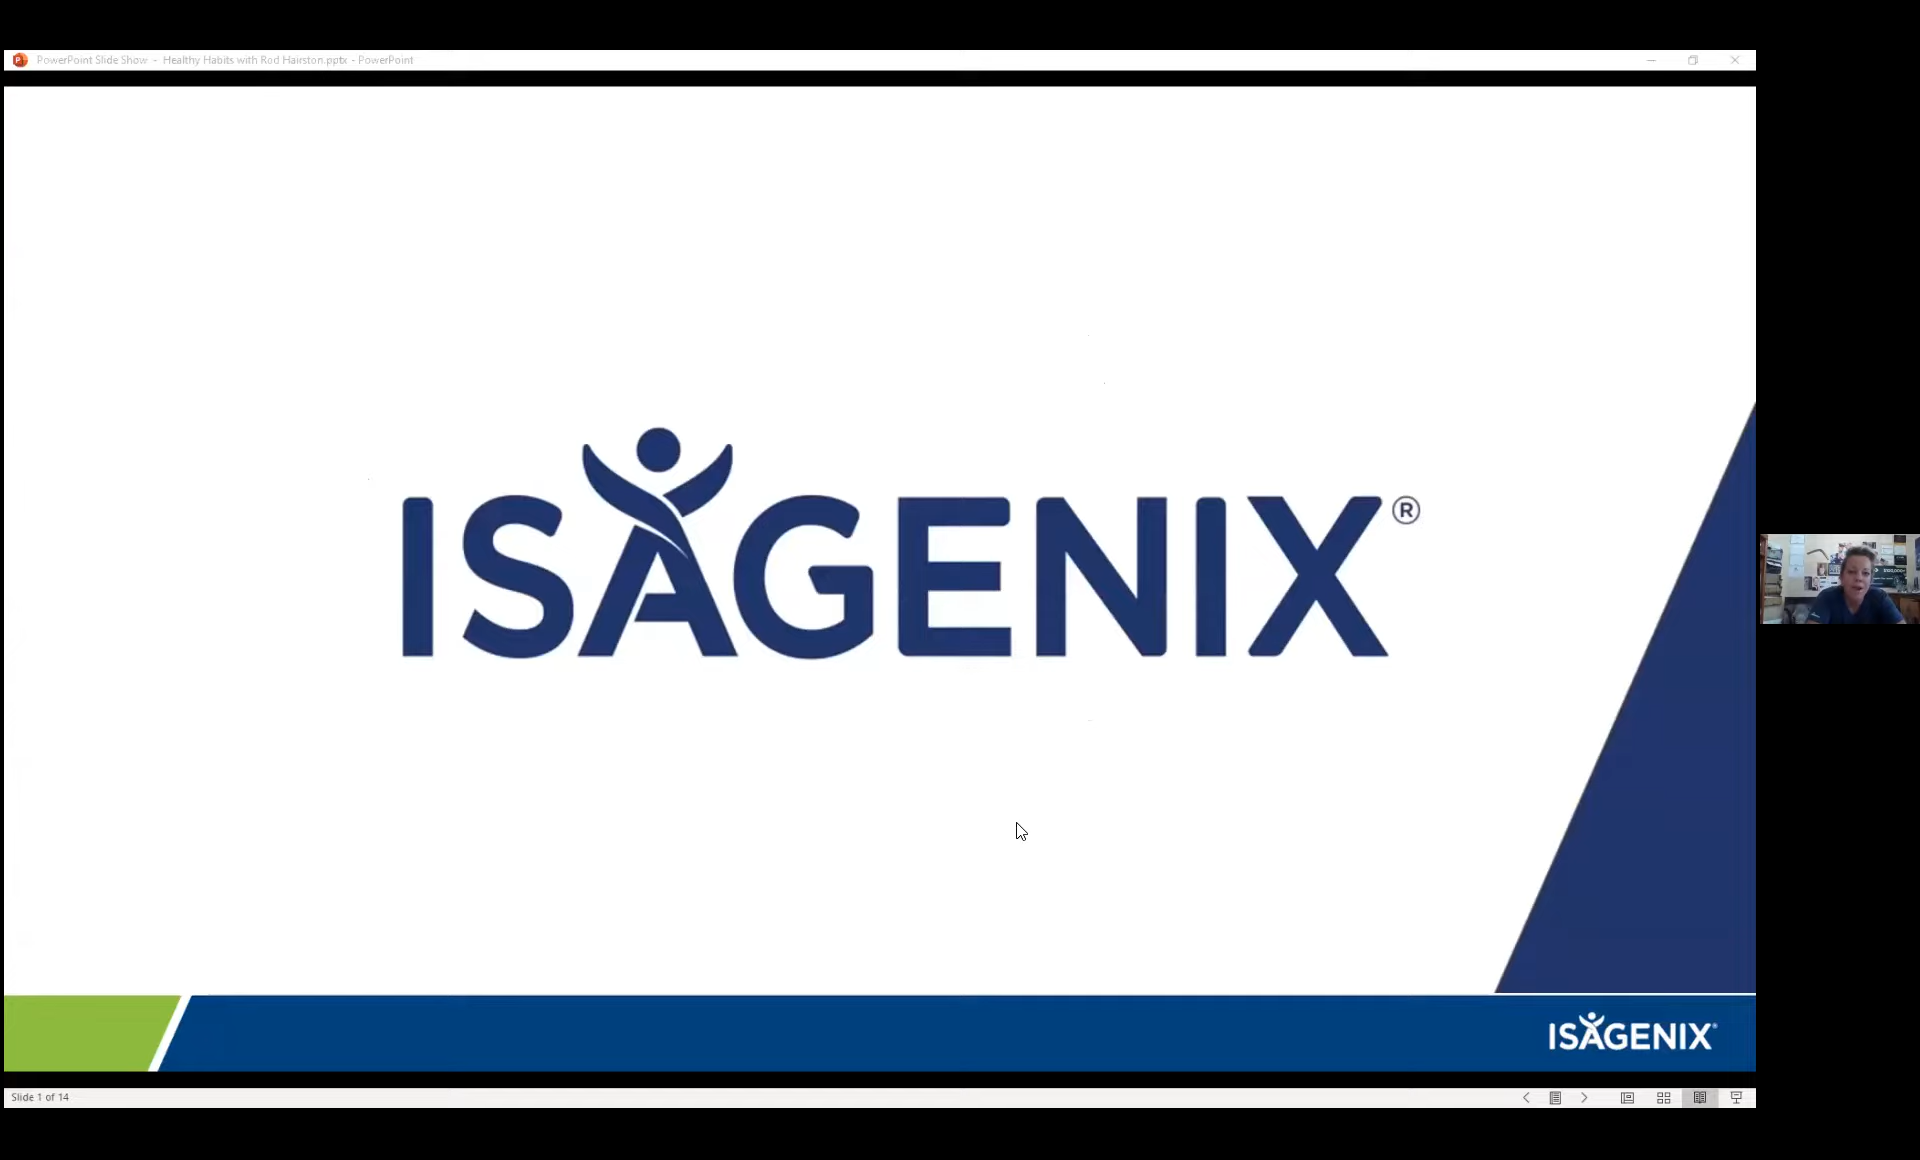 PowerPoint Slide Show - Healthy Habits with Rod Hairston.pptx - PowerPoint
ISAGENIX®
ISAGENIX®
Slide 1 of 14